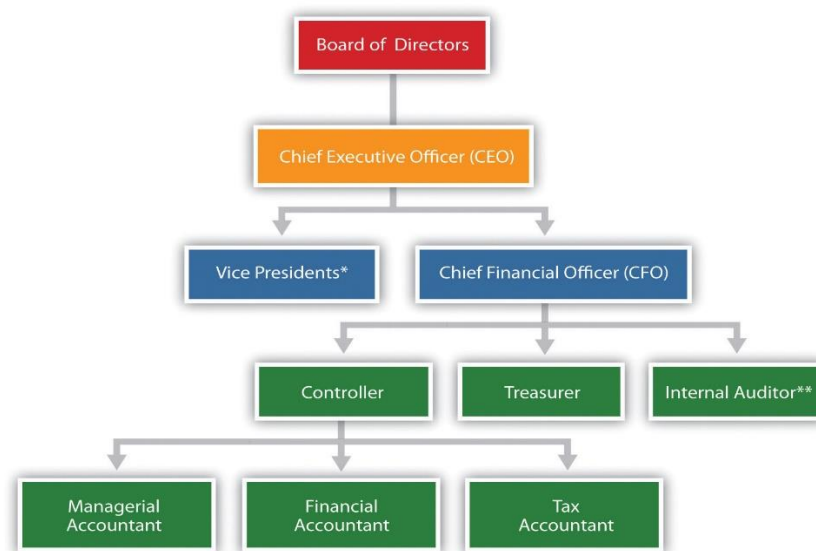 Board of Directors
Chief Executive Officer (CEO)
Vice Presidents*
Chief Financial Officer (CFO)
Controller
Treasurer
Internal Auditor**
Managerial
Accountant
Financial
Accountant
Tax
Accountant